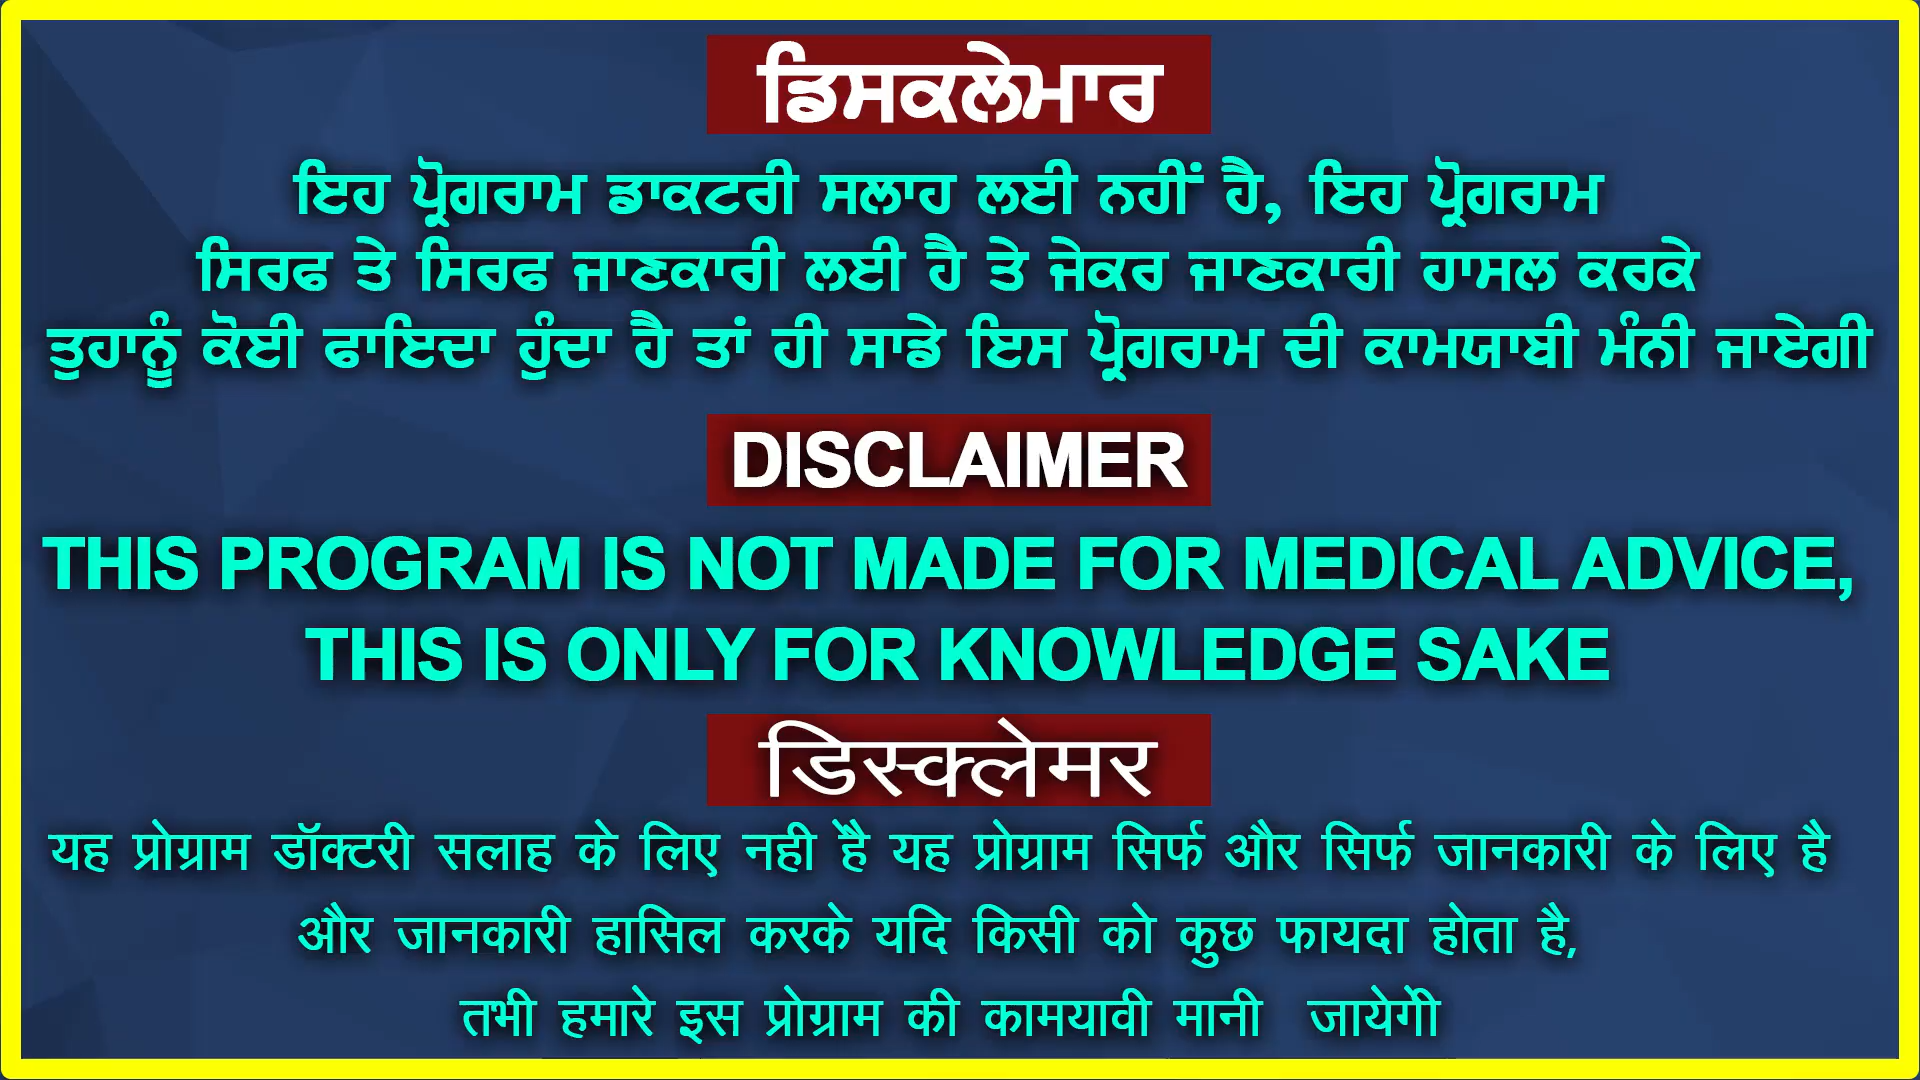 ਡਿਸਕਲੇਮਾਰ
ਇਹ ਪ੍ਰੋਗਰਾਮ ਡਾਕਟਰੀ ਸਲਾਹ ਲਈ ਨਹੀਂ ਹੈ, ਇਹ ਪ੍ਰੋਗਰਾਮ
ਸਿਰਫ ਤੇ ਸਿਰਫ ਜਾਣਕਾਰੀ ਲਈ ਹੈ ਤੇ ਜੇਕਰ ਜਾਣਕਾਰੀ ਹਾਸਲ ਕਰਕੇ
ਤੁਹਾਨੂੰ ਕੋਈ ਫਾਇਦਾ ਹੁੰਦਾ ਹੈ ਤਾਂ ਹੀ ਸਾਡੇ ਇਸ ਪ੍ਰੋਗਰਾਮ ਦੀ ਕਾਮਯਾਬੀ ਮੰਨੀ ਜਾਏਗੀ
DISCLAIMER
THIS PROGRAM IS NOT MADE FOR MEDICAL ADVICE,
THIS IS ONLY FOR KNOWLEDGE SAKE
डिस्क्लेमर
यह प्रोग्राम डॉक्टरी सलाह के लिए नही है यह प्रोग्राम सिर्फ और सिर्फ जानकारी के लिए है
और जानकारी हासिल करके यदि किसी को कुछ फायदा होता है,
तभी हमारे इस प्रोग्राम की कामयावी मानी जायेगी